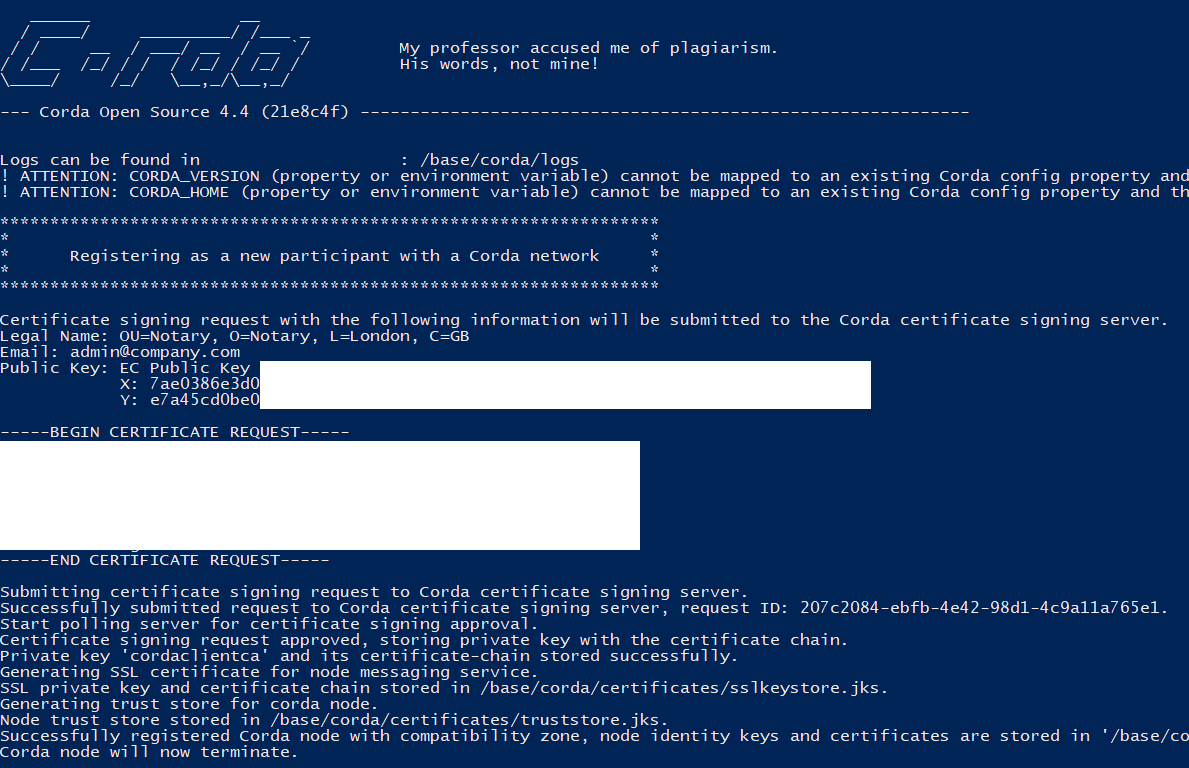 Corda
My professor accused me of plagiarism.
His words, not mine!
--- Corda Open Source 4.4 (21e8c4f) -------------------------------------------------------------
Logs can be found in : /base/corda/logs
! ATTENTION: CORDA_VERSION (property or environment variable) cannot be mapped to an existing Corda config property and
! ATTENTION: CORDA_HOME (property or environment variable) cannot be mapped to an existing Corda config property and th
******************************************************************
* *
* Registering as a new participant with a Corda network *
* *
******************************************************************
Certificate signing request with the following information will be submitted to the Corda certificate signing server.
Legal Name: OU=Notary, O=Notary, L=London, C=GB
Email: admin@company.com
Public Key: EC Public Key
X: 7ae0386e3d0
Y: e7a45cd0be0
-----BEGIN CERTIFICATE REQUEST-----
-----END CERTIFICATE REQUEST-----
Submitting certificate signing request to Corda certificate signing server.
Successfully submitted request to Corda certificate signing server, request ID: 207c2084-ebfb-4e42-98d1-4c9a11a765e1.
Start polling server for certificate signing approval.
Certificate signing request approved, storing private key with the certificate chain.
Private key 'cordaclientca' and its certificate-chain stored successfully.
Generating SSL certificate for node messaging service.
SSL private key and certificate chain stored in /base/corda/certificates/sslkeystore.jks.
Generating trust store for corda node.
Node trust store stored in /base/corda/certificates/truststore.jks.
Successfully registered Corda node with compatibility zone, node identity keys and certificates are stored in '/base/co
Corda node will now terminate.